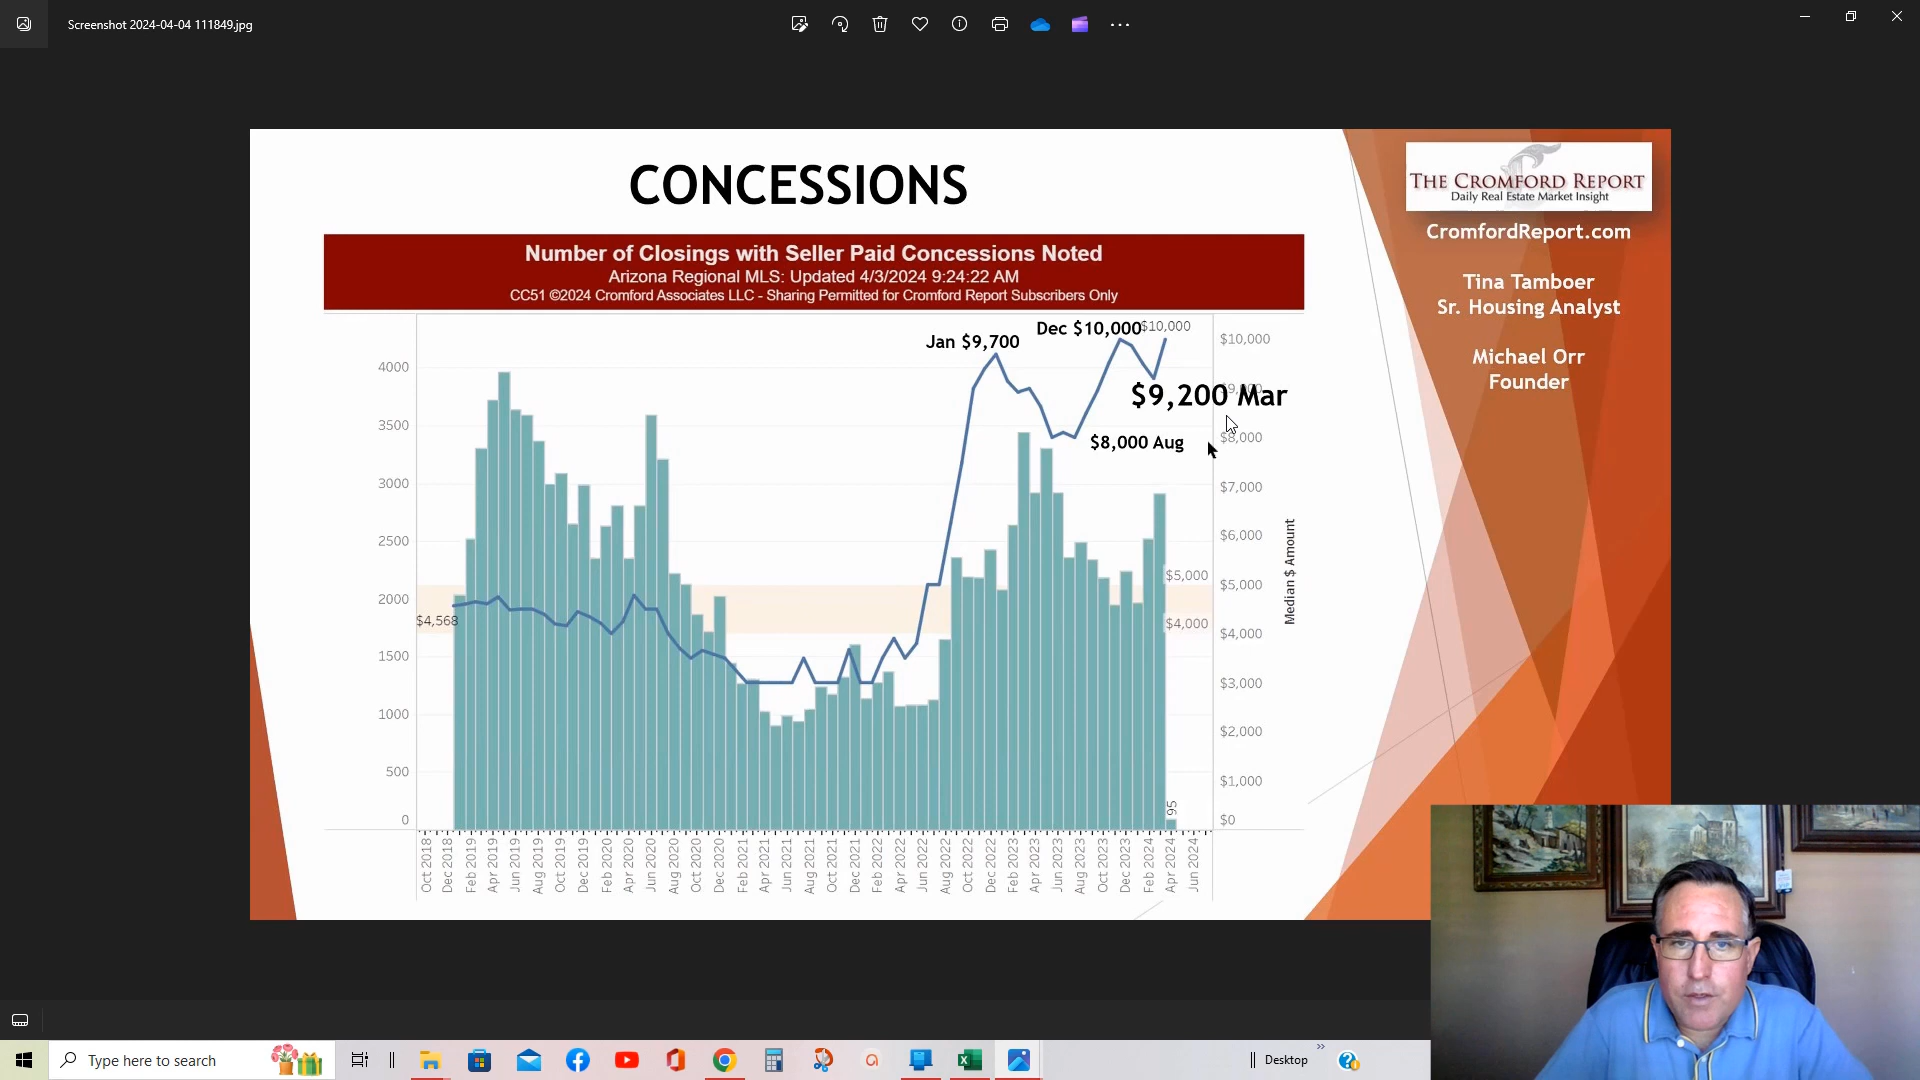 Screenshot 2024-04-04 111849.jpg
CONCESSIONS
THE CROMFORD REPORT
Daily Real Estate Market Insight
CromfordReport.com
Tina Tamboer
Sr. Housing Analyst
Michael Orr
Founder
Number of Closings with Seller Paid Concessions Noted
Arizona Regional MLS: Updated 4/3/2024 9:24:22 AM
CC51 ©2024 Cromford Associates LLC - Sharing Permitted for Cromford Report Subscribers Only
Jan $9,700
Dec $10,000
$10,000
$9,200 Mar
$8,000 Aug
$4,568
$5,000
$4,000
95
4000
3500
3000
2500
2000
1500
1000
500
0
$10,000
$9,000
$8,000
$7,000
$6,000
$5,000
$4,000
$3,000
$2,000
$1,000
$0
Median $ Amount
Oct 2018
Dec 2018
Feb 2019
Apr 2019
Jun 2019
Aug 2019
Oct 2019
Dec 2019
Feb 2020
Apr 2020
Jun 2020
Aug 2020
Oct 2020
Dec 2020
Feb 2021
Apr 2021
Jun 2021
Aug 2021
Oct 2021
Dec 2021
Feb 2022
Apr 2022
Jun 2022
Aug 2022
Oct 2022
Dec 2022
Feb 2023
Apr 2023
Jun 2023
Aug 2023
Oct 2023
Dec 2023
Feb 2024
Apr 2024
Jun 2024
Type here to search
Desktop